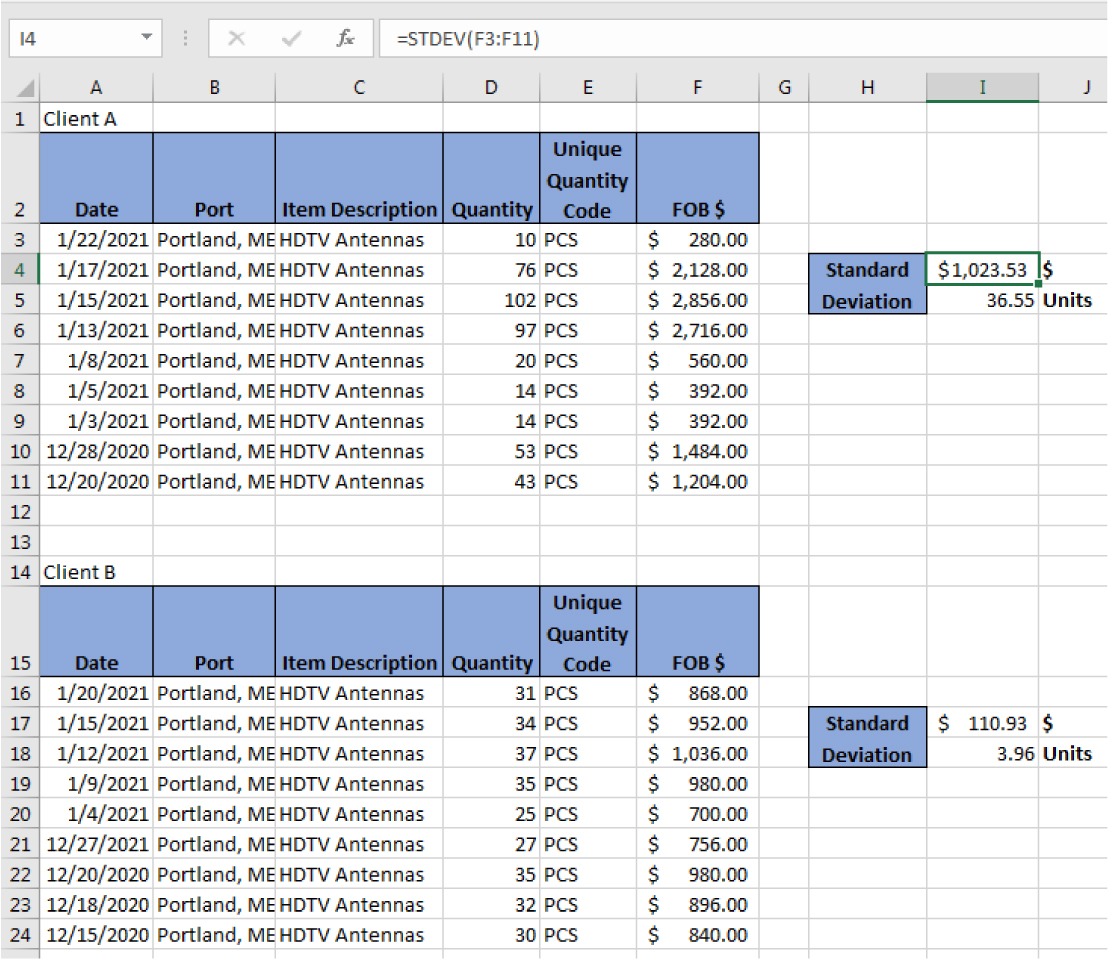 I4 fx =STDEV(F3:F11)
A B C D E F G H I J
1 Client A
Unique
Quantity
2 Date Port Item Description Quantity Code FOB $
3 1/22/2021 Portland, ME HDTV Antennas 10 PCS $ 280.00
4 1/17/2021 Portland, ME HDTV Antennas 76 PCS $ 2,128.00 Standard $1,023.53 $
5 1/15/2021 Portland, ME HDTV Antennas 102 PCS $ 2,856.00 Deviation 36.55 Units
6 1/13/2021 Portland, ME HDTV Antennas 97 PCS $ 2,716.00
7 1/8/2021 Portland, ME HDTV Antennas 20 PCS $ 560.00
8 1/5/2021 Portland, ME HDTV Antennas 14 PCS $ 392.00
9 1/3/2021 Portland, ME HDTV Antennas 14 PCS $ 392.00
10 12/28/2020 Portland, ME HDTV Antennas 53 PCS $ 1,484.00
11 12/20/2020 Portland, ME HDTV Antennas 43 PCS $ 1,204.00
12
13
14 Client B
Unique
Quantity
15 Date Port Item Description Quantity Code FOB $
16 1/20/2021 Portland, ME HDTV Antennas 31 PCS $ 868.00
17 1/15/2021 Portland, ME HDTV Antennas 34 PCS $ 952.00 Standard $ 110.93 $
18 1/12/2021 Portland, ME HDTV Antennas 37 PCS $ 1,036.00 Deviation 3.96 Units
19 1/9/2021 Portland, ME HDTV Antennas 35 PCS $ 980.00
20 1/4/2021 Portland, ME HDTV Antennas 25 PCS $ 700.00
21 12/27/2021 Portland, ME HDTV Antennas 27 PCS $ 756.00
22 12/20/2020 Portland, ME HDTV Antennas 35 PCS $ 980.00
23 12/18/2020 Portland, ME HDTV Antennas 32 PCS $ 896.00
24 12/15/2020 Portland, ME HDTV Antennas 30 PCS $ 840.00